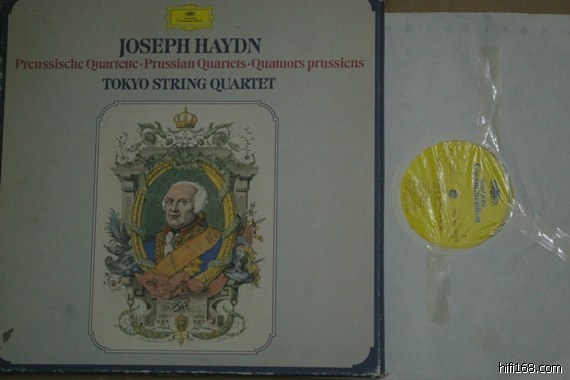 JOSEPH HAYDN
Preussische Quartette·Prussian Quartets·Quatuors prussiens
TOKYO STRING QUARTET
hifi168.com